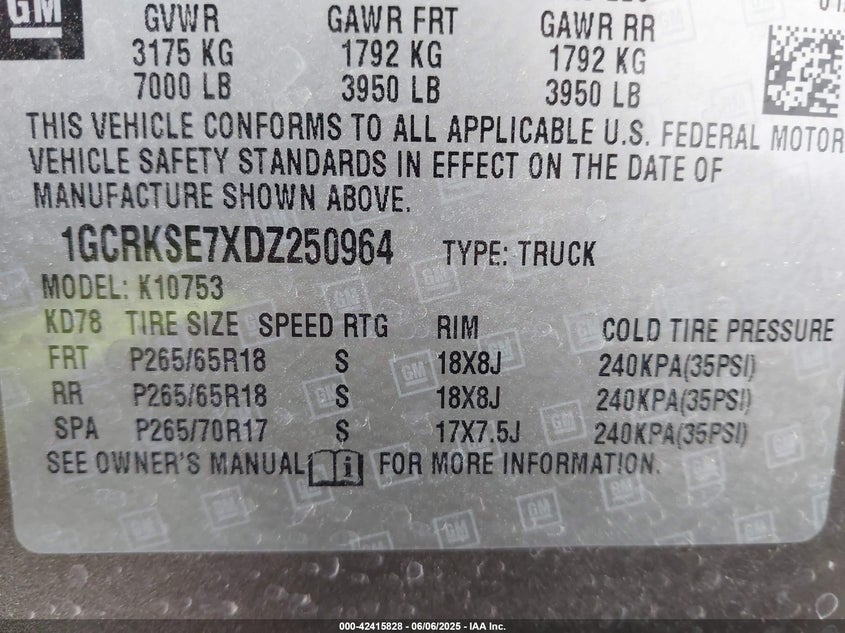 GM
GVWR GAWR FRT GAWR RR
3175 KG 1792 KG 1792 KG
7000 LB 3950 LB 3950 LB
THIS VEHICLE CONFORMS TO ALL APPLICABLE U.S. FEDERAL MOTOR
VEHICLE SAFETY STANDARDS IN EFFECT ON THE DATE OF
MANUFACTURE SHOWN ABOVE.
1GCRKSE7XDZ250964 TYPE: TRUCK
MODEL: K10753
KD78 TIRE SIZE SPEED RTG RIM COLD TIRE PRESSURE
FRT P265/65R18 S 18X8J 240KPA(35PSI)
RR P265/65R18 S 18X8J 240KPA(35PSI)
SPA P265/70R17 S 17X7.5J 240KPA(35PSI)
SEE OWNER'S MANUAL FOR MORE INFORMATION.
000-42415828 - 06/06/2025 - IAA Inc.